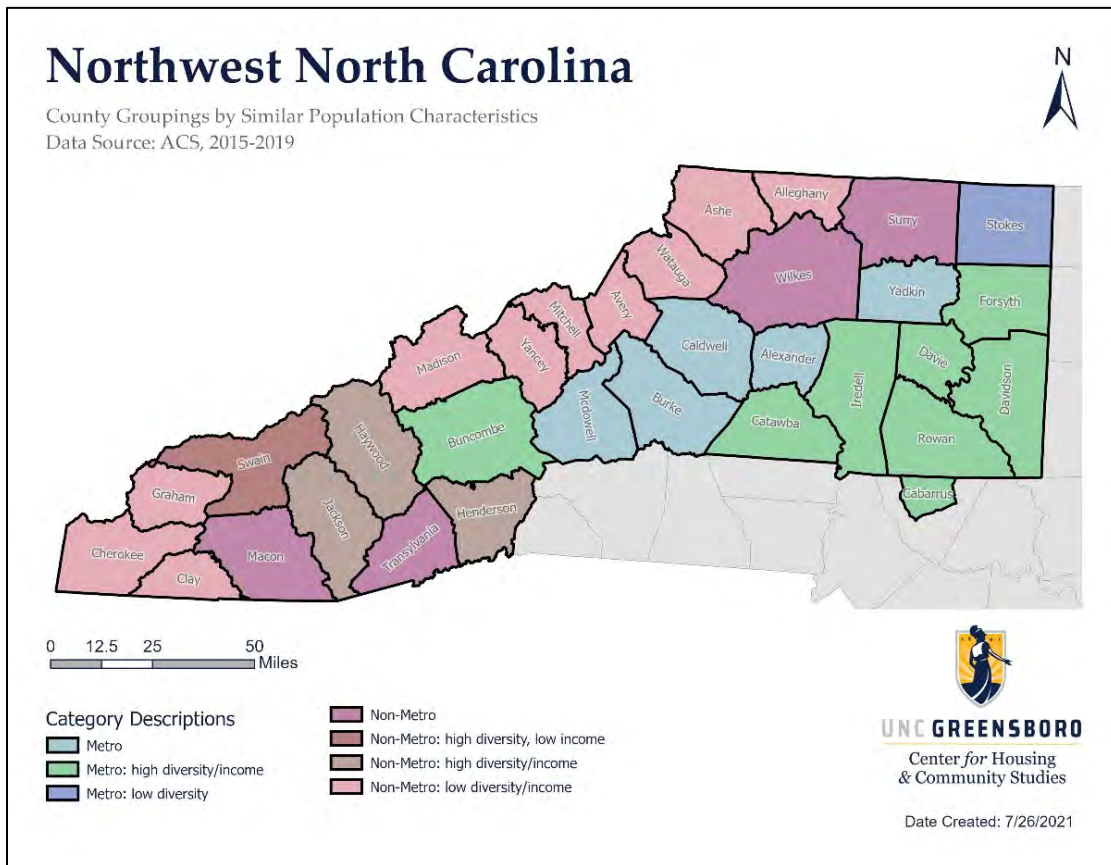 Northwest North Carolina
County Groupings by Similar Population Characteristics
Data Source: ACS, 2015-2019
N
Ashe
Alleghany
Surry
Stokes
Watauga
Wilkes
Yadkin
Forsyth
Avery
Mitchell
Yancey
Madison
Caldwell
Alexander
Iredell
Davie
Davidson
Burke
Mcdowell
Buncombe
Catawba
Rowan
Haywood
Swain
Cabarrus
Graham
Jackson
Henderson
Transylvania
Macon
Cherokee
Clay
0 12.5 25 50
Miles
Category Descriptions
Metro
Metro: high diversity/income
Metro: low diversity
Non-Metro
Non-Metro: high diversity, low income
Non-Metro: high diversity/income
Non-Metro: low diversity/income
UNC GREENSBORO
Center for Housing
& Community Studies
Date Created: 7/26/2021